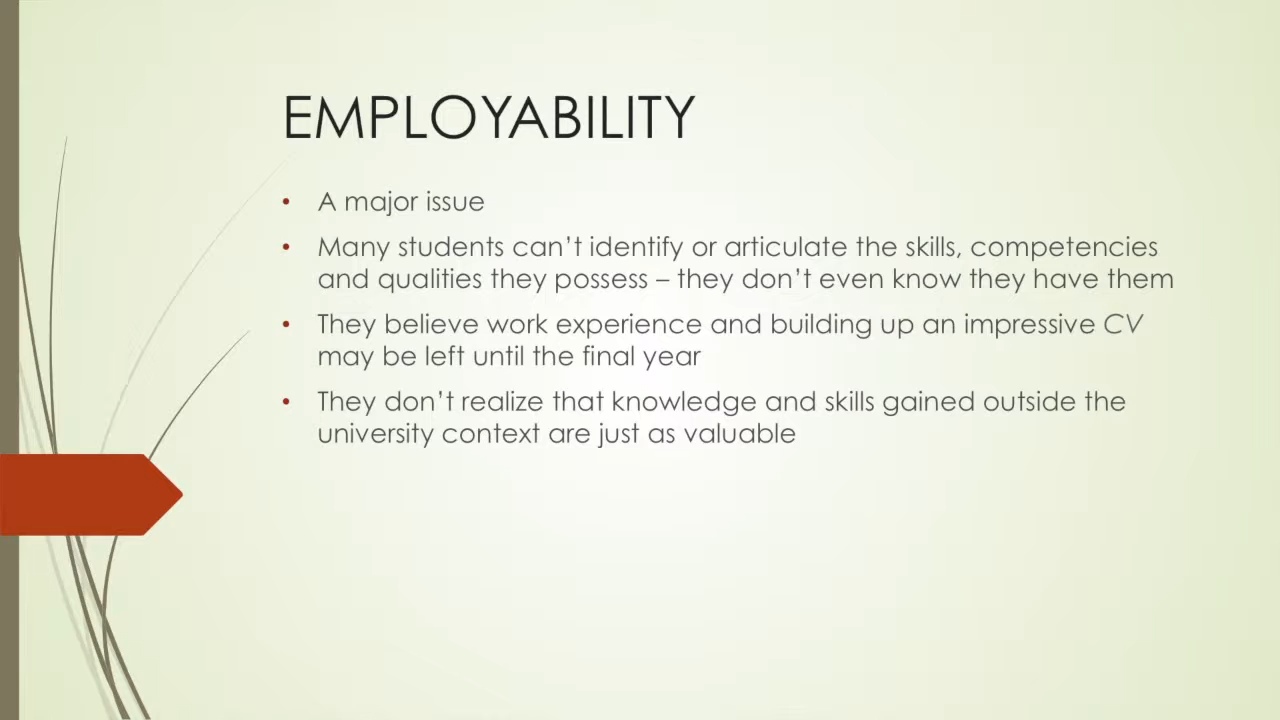 EMPLOYABILITY
• A major issue
• Many students can’t identify or articulate the skills, competencies
and qualities they possess – they don’t even know they have them
• They believe work experience and building up an impressive CV
may be left until the final year
• They don’t realize that knowledge and skills gained outside the
university context are just as valuable